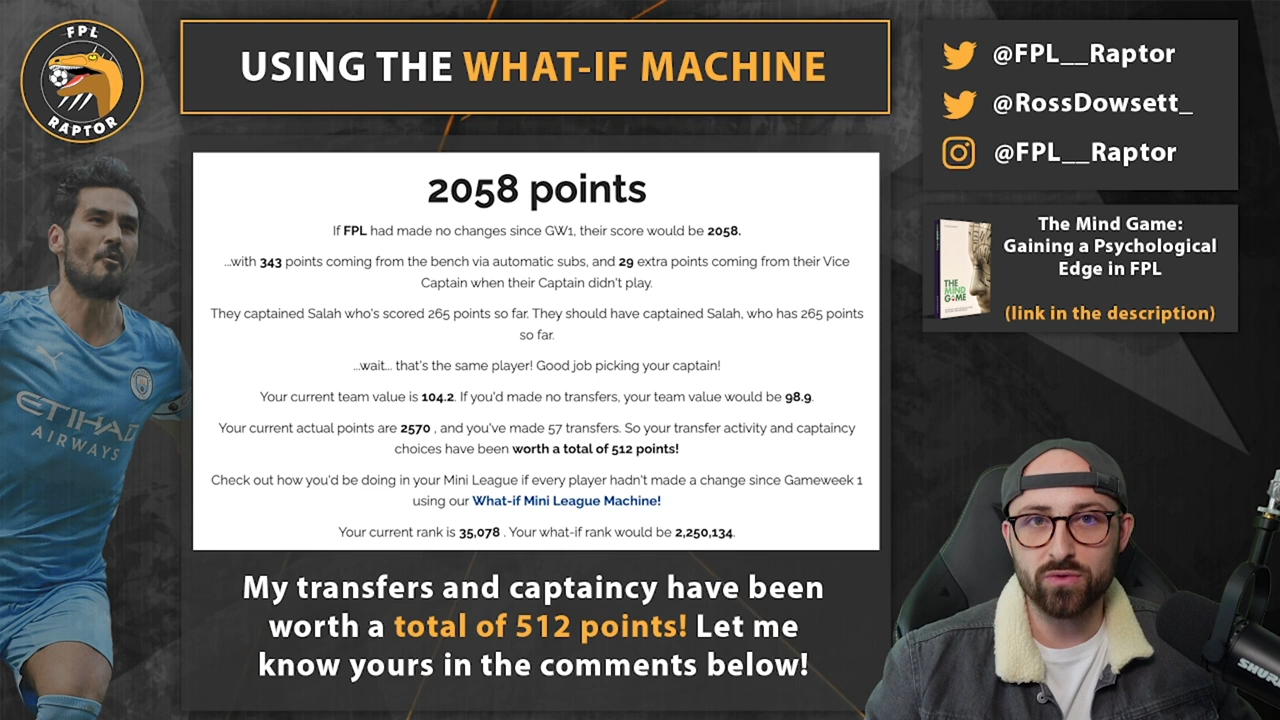 FPL
RAPTOR
USING THE WHAT-IF MACHINE
@FPL__Raptor
@RossDowsett_
@FPL__Raptor
2058 points
If FPL had made no changes since GW1, their score would be 2058.
...with 343 points coming from the bench via automatic subs, and 29 extra points coming from their Vice
Captain when their Captain didn't play.
They captained Salah who's scored 265 points so far. They should have captained Salah, who has 265 points
so far.
...wait... that's the same player! Good job picking your captain!
Your current team value is 104.2. If you'd made no transfers, your team value would be 98.9.
Your current actual points are 2570 , and you've made 57 transfers. So your transfer activity and captaincy
choices have been worth a total of 512 points!
Check out how you'd be doing in your Mini League if every player hadn't made a change since Gameweek 1
using our What-if Mini League Machine!
Your current rank is 35,078 . Your what-if rank would be 2,250,134.
My transfers and captaincy have been
worth a total of 512 points! Let me
know yours in the comments below!
THE
MIND
GAME
The Mind Game:
Gaining a Psychological
Edge in FPL
(link in the description)
ETIHAD
AIRWAYS
SHURE